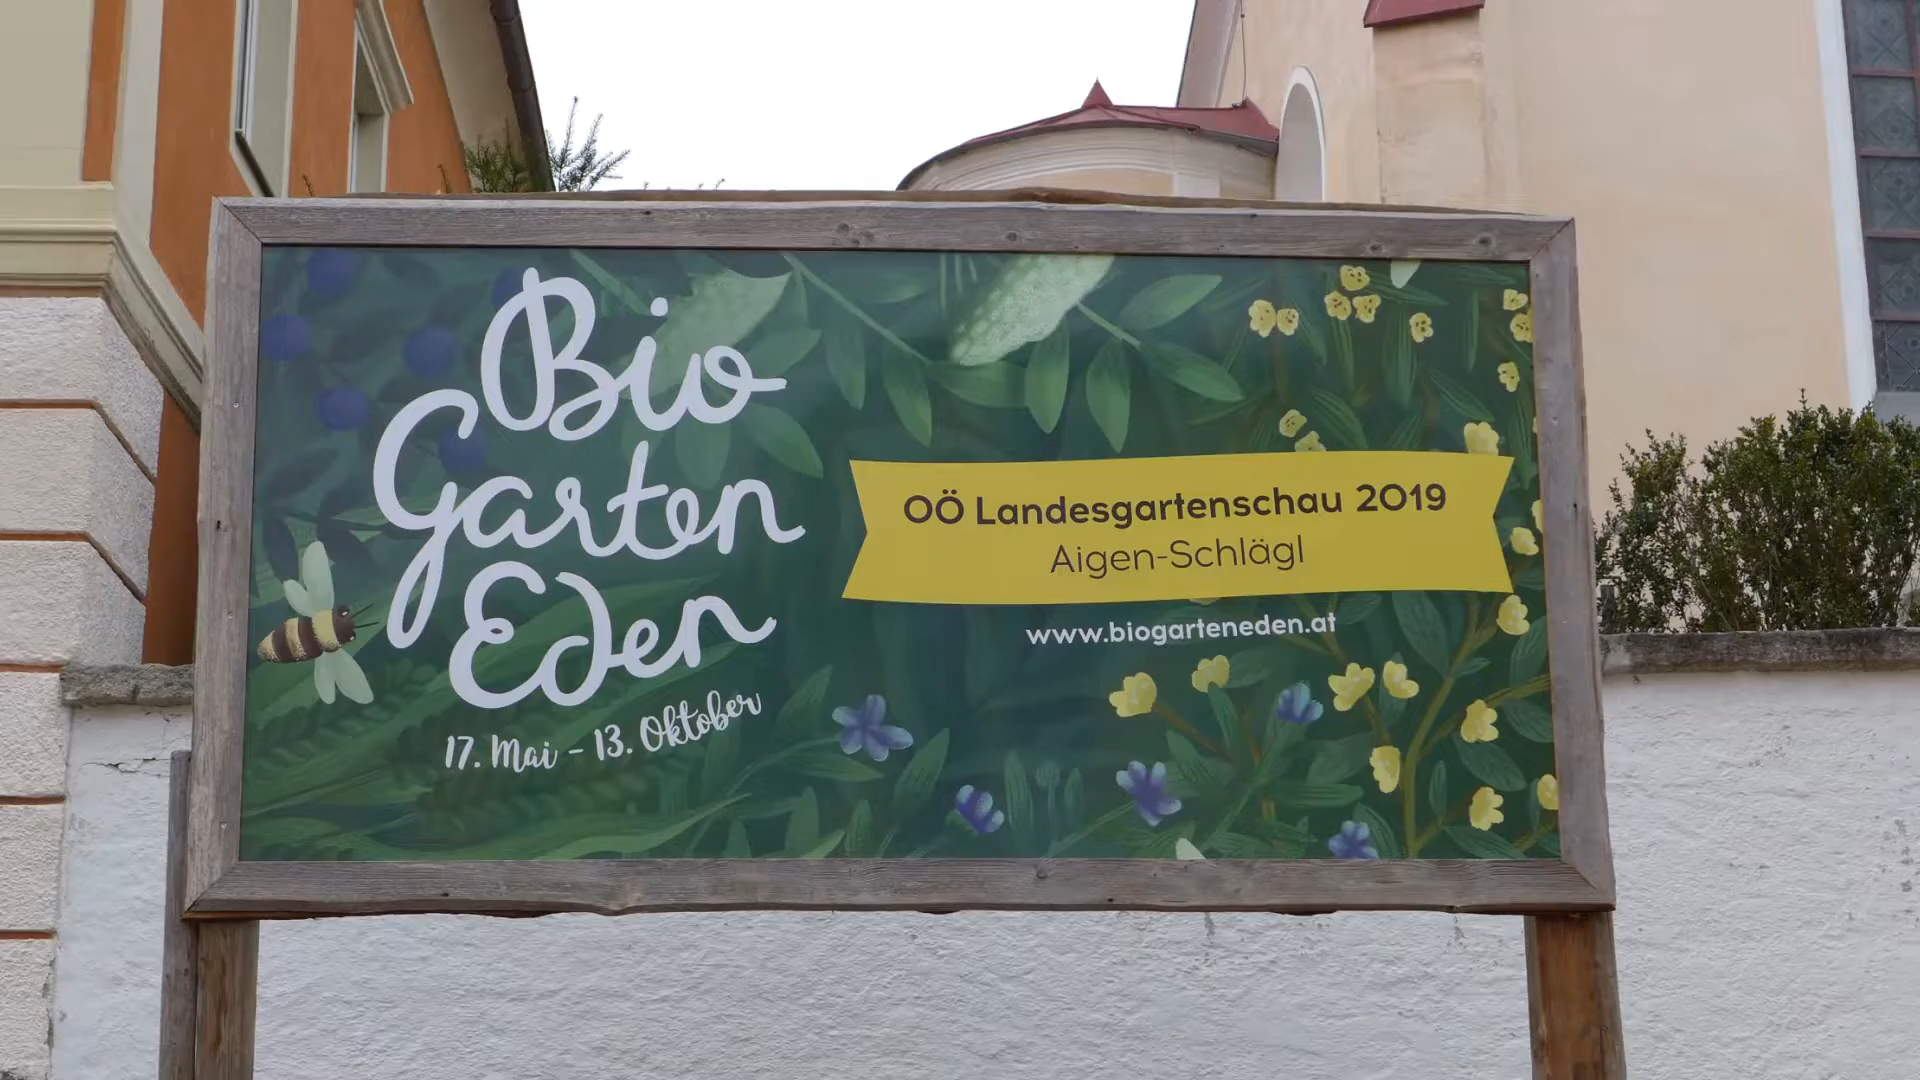 Bio
Garten
Eden
17. Mai - 13. Oktober
OÖ Landesgartenschau 2019
Aigen-Schlägl
www.biogarteneden.at